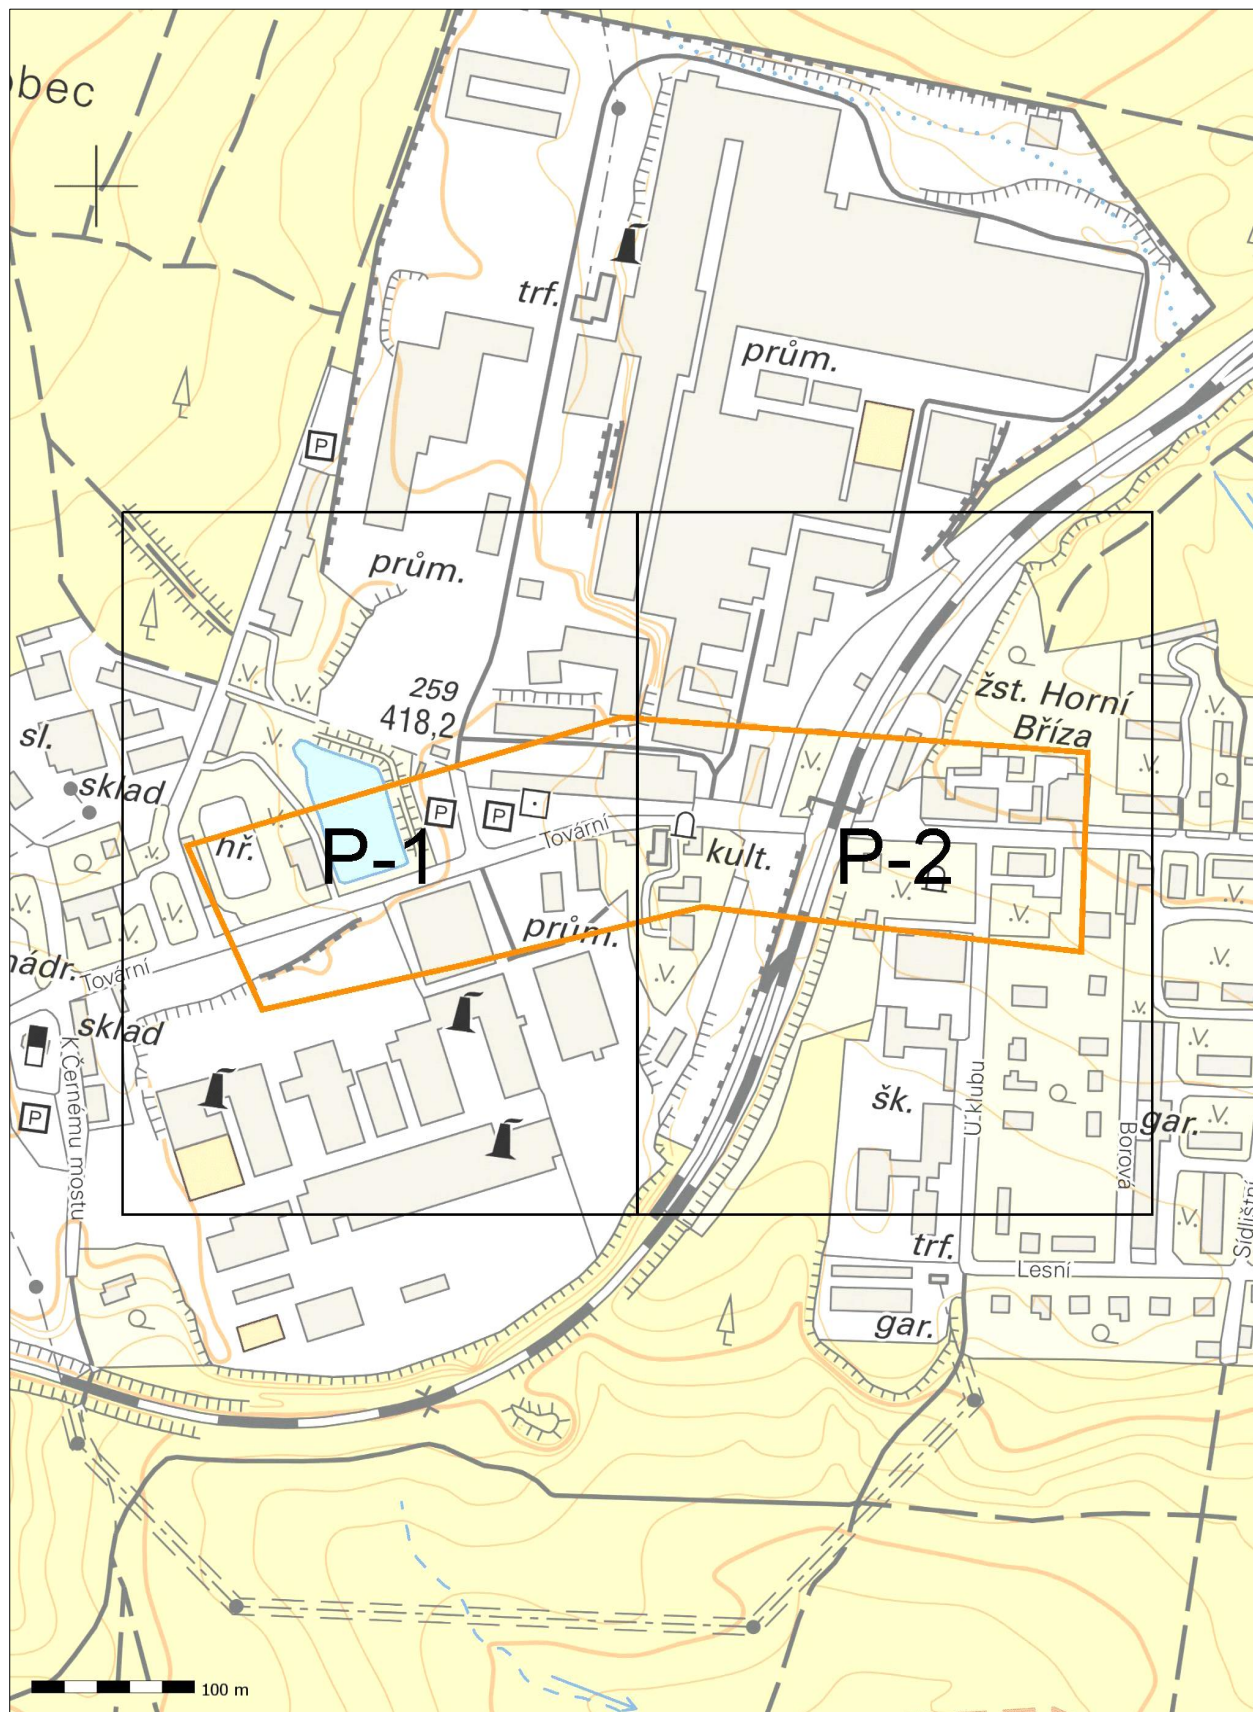 obec
trf.
prům.
P
prům.
259
418,2
žst. Horní
Bříza
sl.
sklad
hř.
P-1
P
P
Tovární
kult.
P-2
prům.
Tovární
sklad
P
K Černému mostu
šk.
U klubu
Borová
gar.
Sídlištní
trf.
Lesní
gar.
100 m